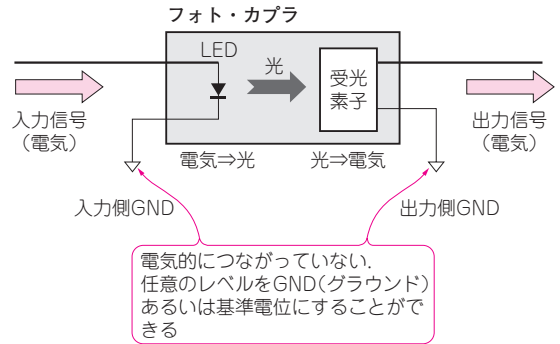 フォト・カプラ
LED
光
受光
素子
入力信号
（電気）
出力信号
（電気）
電気⇒光
光⇒電気
入力側GND
出力側GND
電気的につながっていない．
任意のレベルをGND（グラウンド）
あるいは基準電位にすることがで
きる